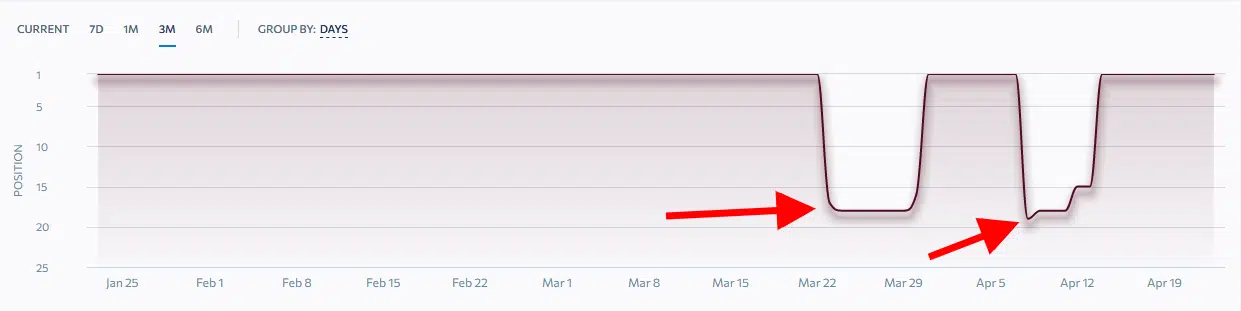 CURRENT 7D 1M 3M 6M GROUP BY: DAYS
POSITION
1
5
10
15
20
25
Jan 25 Feb 1 Feb 8 Feb 15 Feb 22 Mar 1 Mar 8 Mar 15 Mar 22 Mar 29 Apr 5 Apr 12 Apr 19